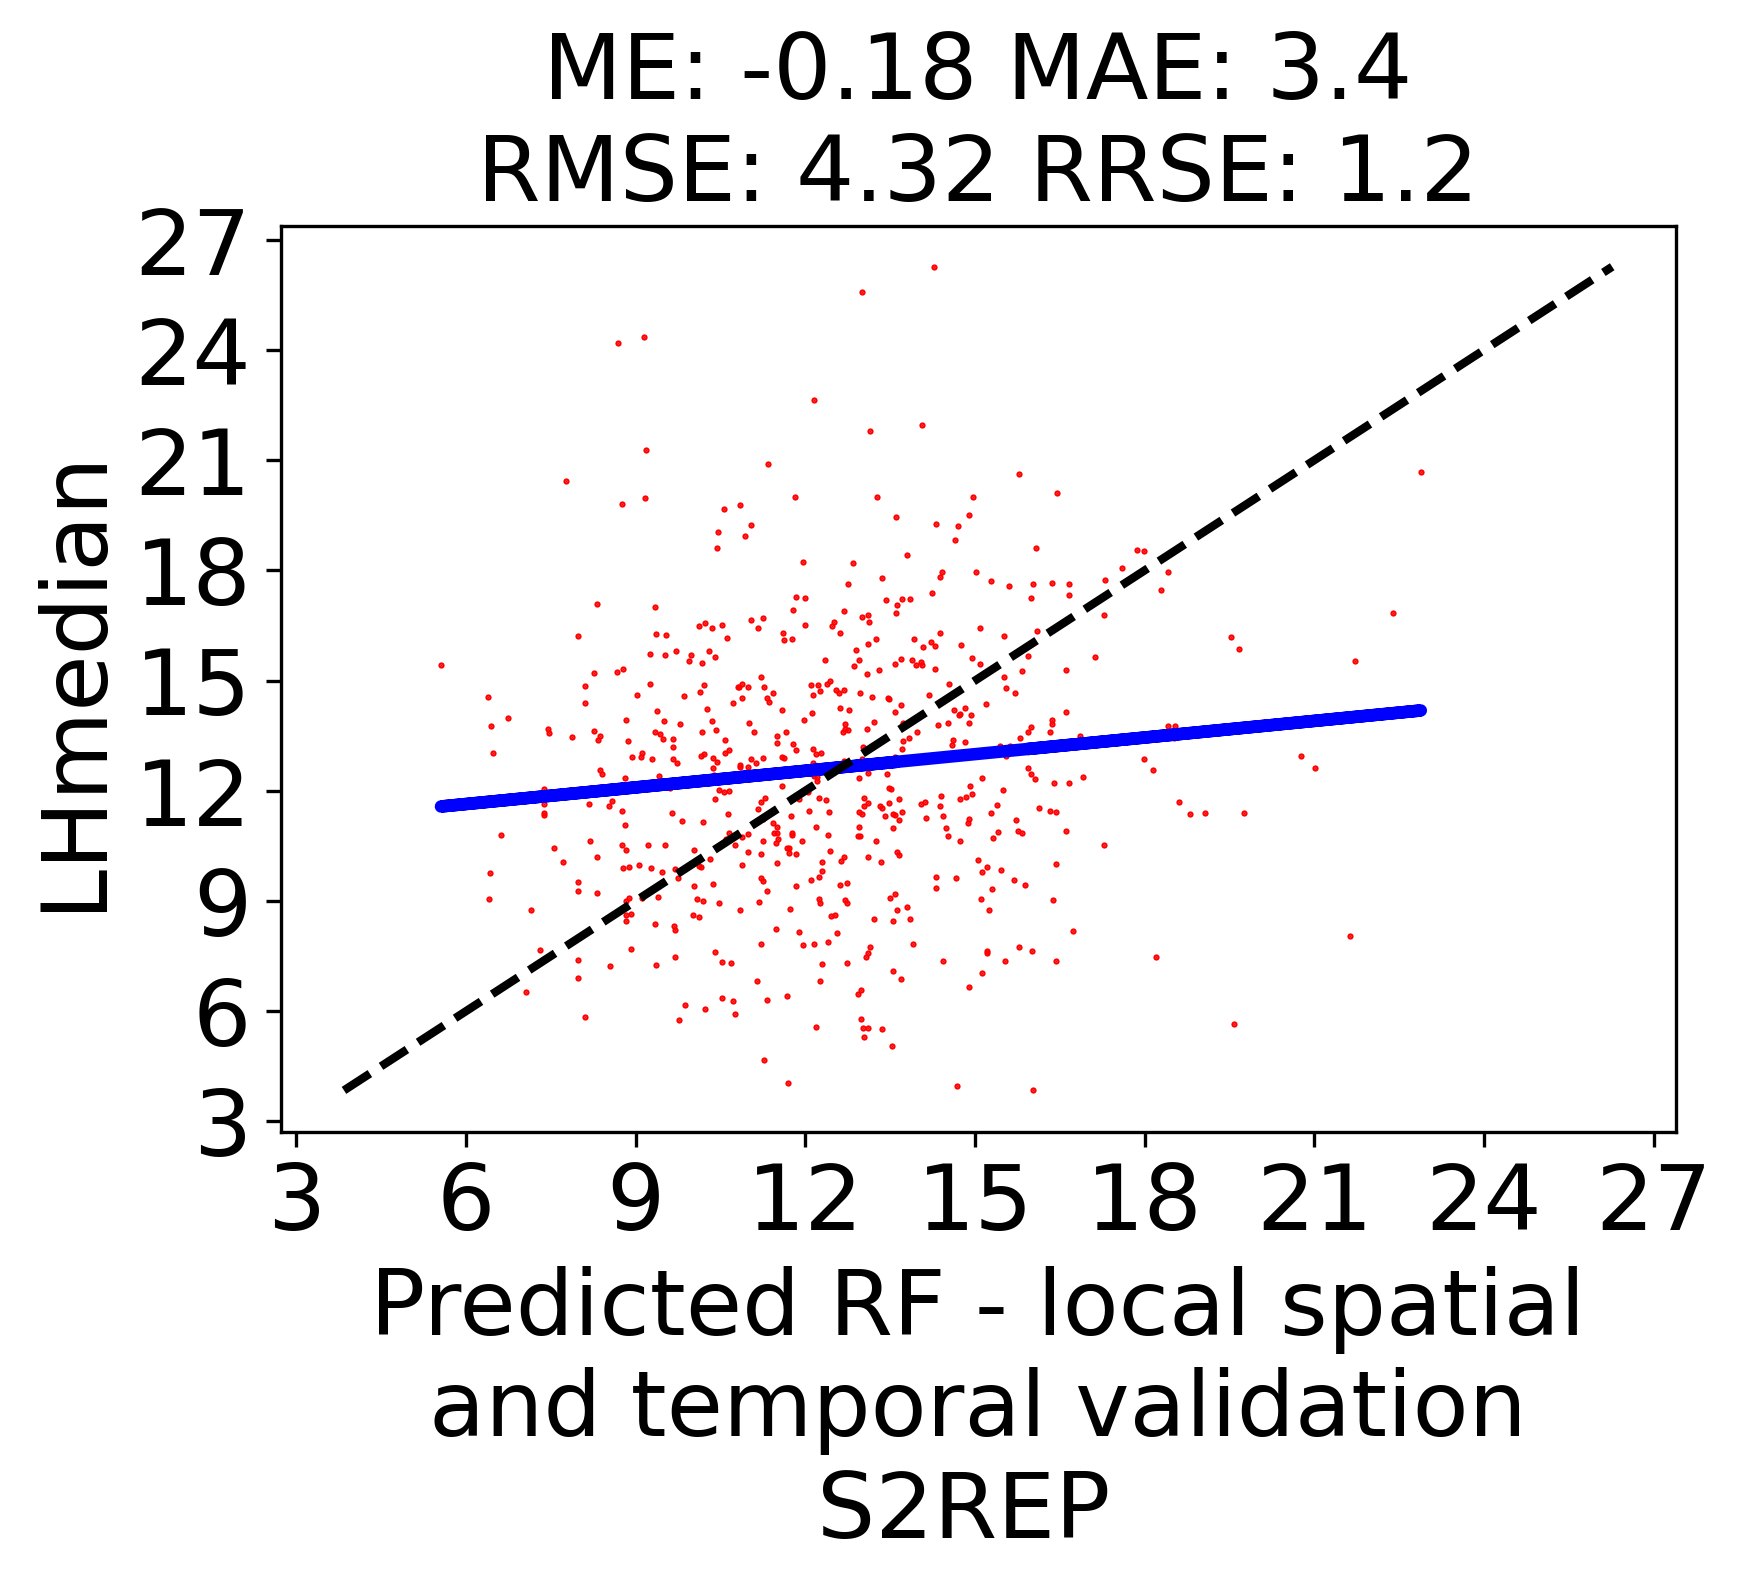 ME: -0.18 MAE: 3.4
RMSE: 4.32 RRSE: 1.2
27
24
21
18
15
12
9
6
3
LHmedian
3 6 9 12 15 18 21 24 27
Predicted RF - local spatial
and temporal validation
S2REP